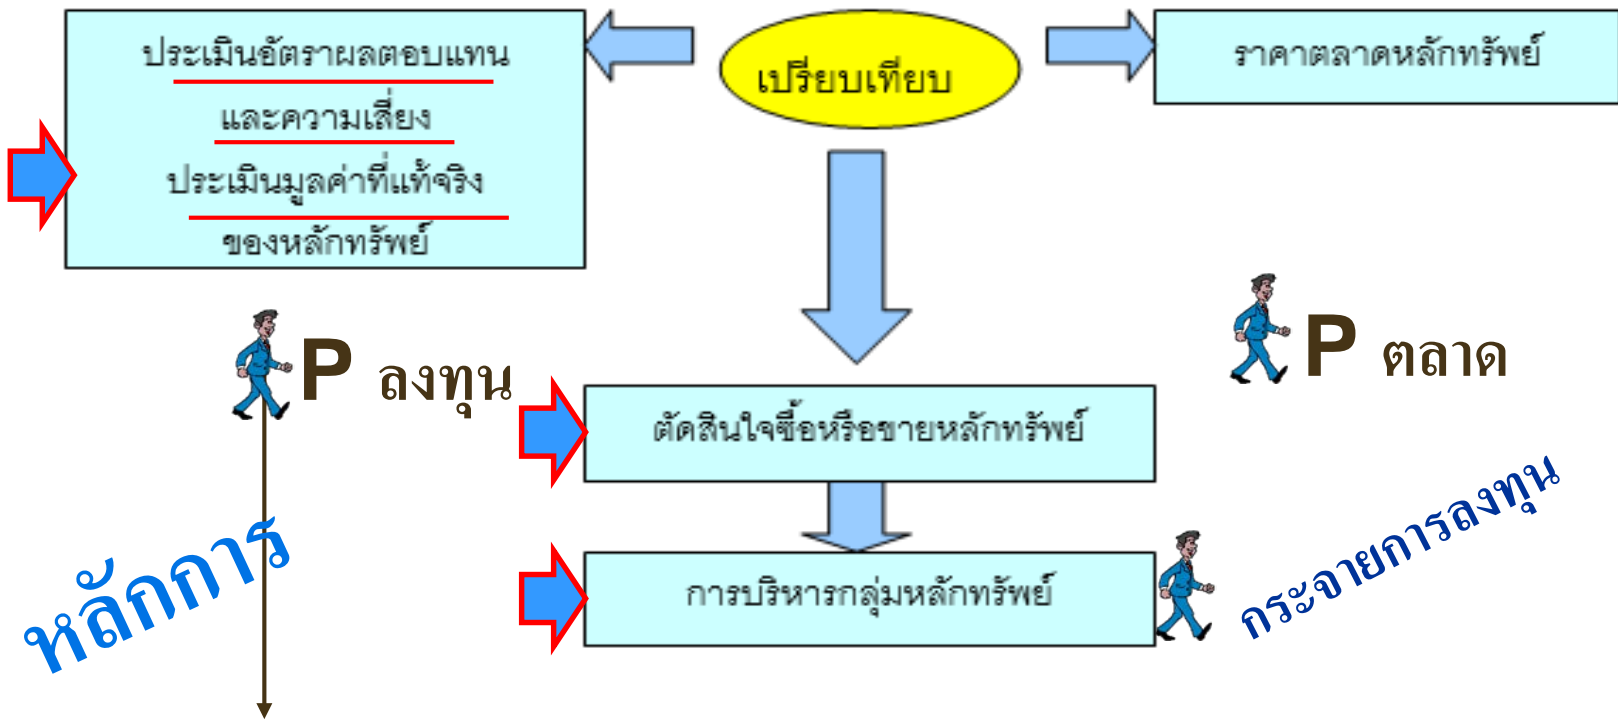 ประเมินอัตราผลตอบแทน
และความเสี่ยง
ประเมินมูลค่าที่แท้จริง
ของหลักทรัพย์
เปรียบเทียบ
ราคาตลาดหลักทรัพย์
P ลงทุน
P ตลาด
ตัดสินใจซื้อหรือขายหลักทรัพย์
หลักการ
การบริหารกลุ่มหลักทรัพย์
กระจายการลงทุน